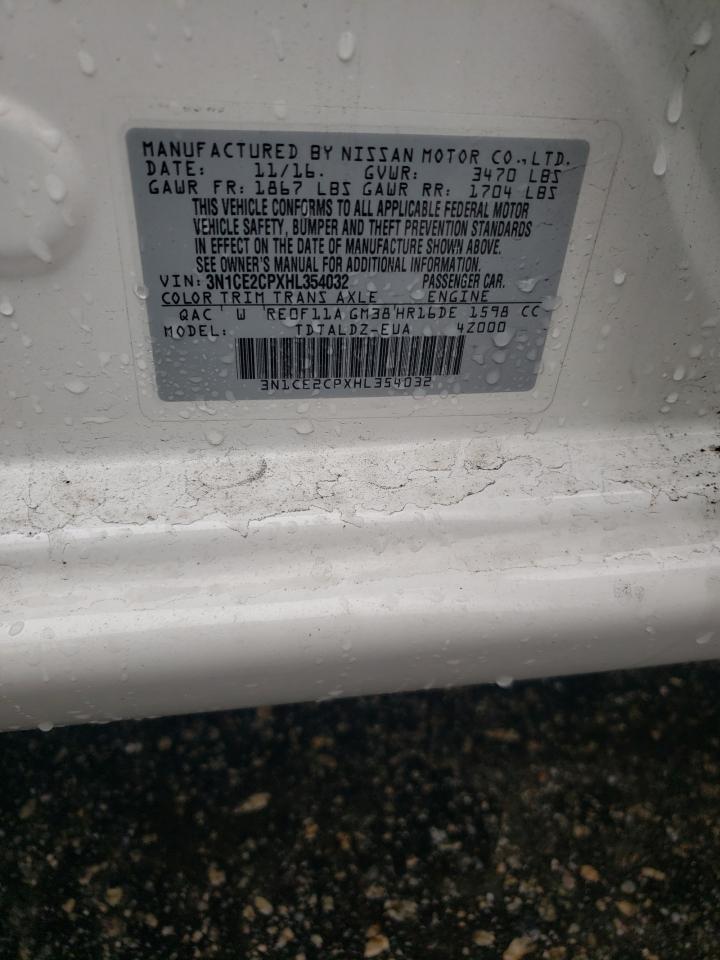 MANUFACTURED BY NISSAN MOTOR CO.,LTD.
DATE: 11/16. GVWR: 3470 LBS
GAWR FR: 1867 LBS GAWR RR: 1704 LBS
THIS VEHICLE CONFORMS TO ALL APPLICABLE FEDERAL MOTOR
VEHICLE SAFETY, BUMPER AND THEFT PREVENTION STANDARDS
IN EFFECT ON THE DATE OF MANUFACTURE SHOWN ABOVE.
SEE OWNER'S MANUAL FOR ADDITIONAL INFORMATION.
VIN: 3N1CE2CPXHL354032 PASSENGER CAR.
COLOR TRIM TRANS AXLE ENGINE
QAC W RE0F11A GM38 HR16DE 1598 CC
MODEL: TDTALDZ-EUA 42000
3N1CE2CPXHL354032